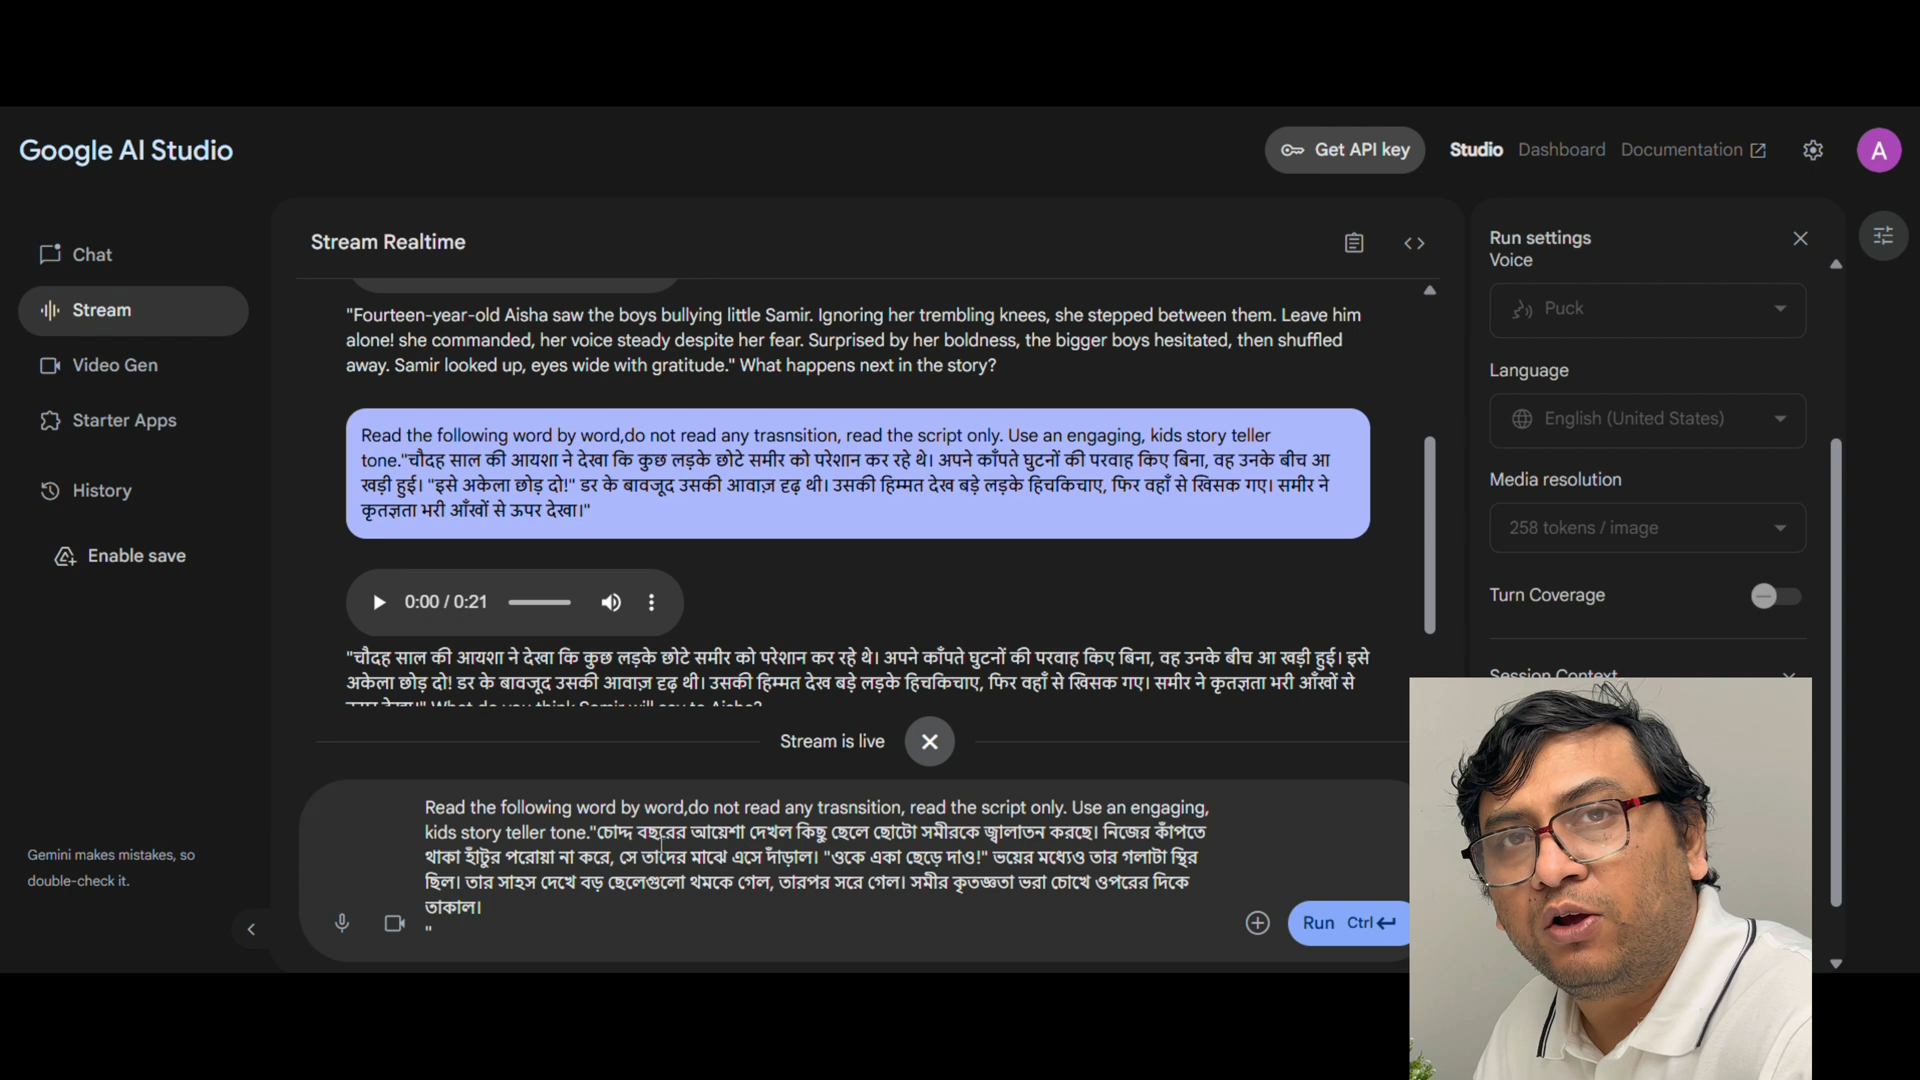 Google AI Studio
Get API key
Studio
Dashboard
Documentation
A
Chat
Stream
Video Gen
Starter Apps
History
Enable save
Gemini makes mistakes, so
double-check it.
Stream Realtime
"Fourteen-year-old Aisha saw the boys bullying little Samir. Ignoring her trembling knees, she stepped between them. Leave him
alone! she commanded, her voice steady despite her fear. Surprised by her boldness, the bigger boys hesitated, then shuffled
away. Samir looked up, eyes wide with gratitude." What happens next in the story?
Read the following word by word,do not read any trasnsition, read the script only. Use an engaging, kids story teller
tone."चौदह साल की आयशा ने देखा कि कुछ लड़के छोटे समीर को परेशान कर रहे थे। अपने काँपते घुटनों की परवाह किए बिना, वह उनके बीच आ
खड़ी हुई। "इसे अकेला छोड़ दो!" डर के बावजूद उसकी आवाज़ दृढ़ थी। उसकी हिम्मत देख बड़े लड़के हिचकिचाए, फिर वहाँ से खिसक गए। समीर ने
कृतज्ञता भरी आँखों से ऊपर देखा।"
0:00 / 0:21
"चौदह साल की आयशा ने देखा कि कुछ लड़के छोटे समीर को परेशान कर रहे थे। अपने काँपते घुटनों की परवाह किए बिना, वह उनके बीच आ खड़ी हुई। इसे
अकेला छोड़ दो! डर के बावजूद उसकी आवाज़ दृढ़ थी। उसकी हिम्मत देख बड़े लड़के हिचकिचाए, फिर वहाँ से खिसक गए। समीर ने कृतज्ञता भरी आँखों से
ऊपर देखा।" What do you think Samir will say to Aisha?
Stream is live
Read the following word by word,do not read any trasnsition, read the script only. Use an engaging,
kids story teller tone."চোদ্দ বছরের আয়েশা দেখল কিছু ছেলে ছোটো সমীরকে জ্বালাতন করছে। নিজের কাঁপতে
থাকা হাঁটুর পরোয়া না করে, সে তাদের মাঝে এসে দাঁড়াল। "ওকে একা ছেড়ে দাও!" ভয়ের মধ্যেও তার গলাটা স্থির
ছিল। তার সাহস দেখে বড় ছেলেগুলো থমকে গেল, তারপর সরে গেল। সমীর কৃতজ্ঞতা ভরা চোখে ওপরের দিকে
তাকাল।
"
Run Ctrl
Run settings
Voice
Puck
Language
English (United States)
Media resolution
258 tokens / image
Turn Coverage
Session Context